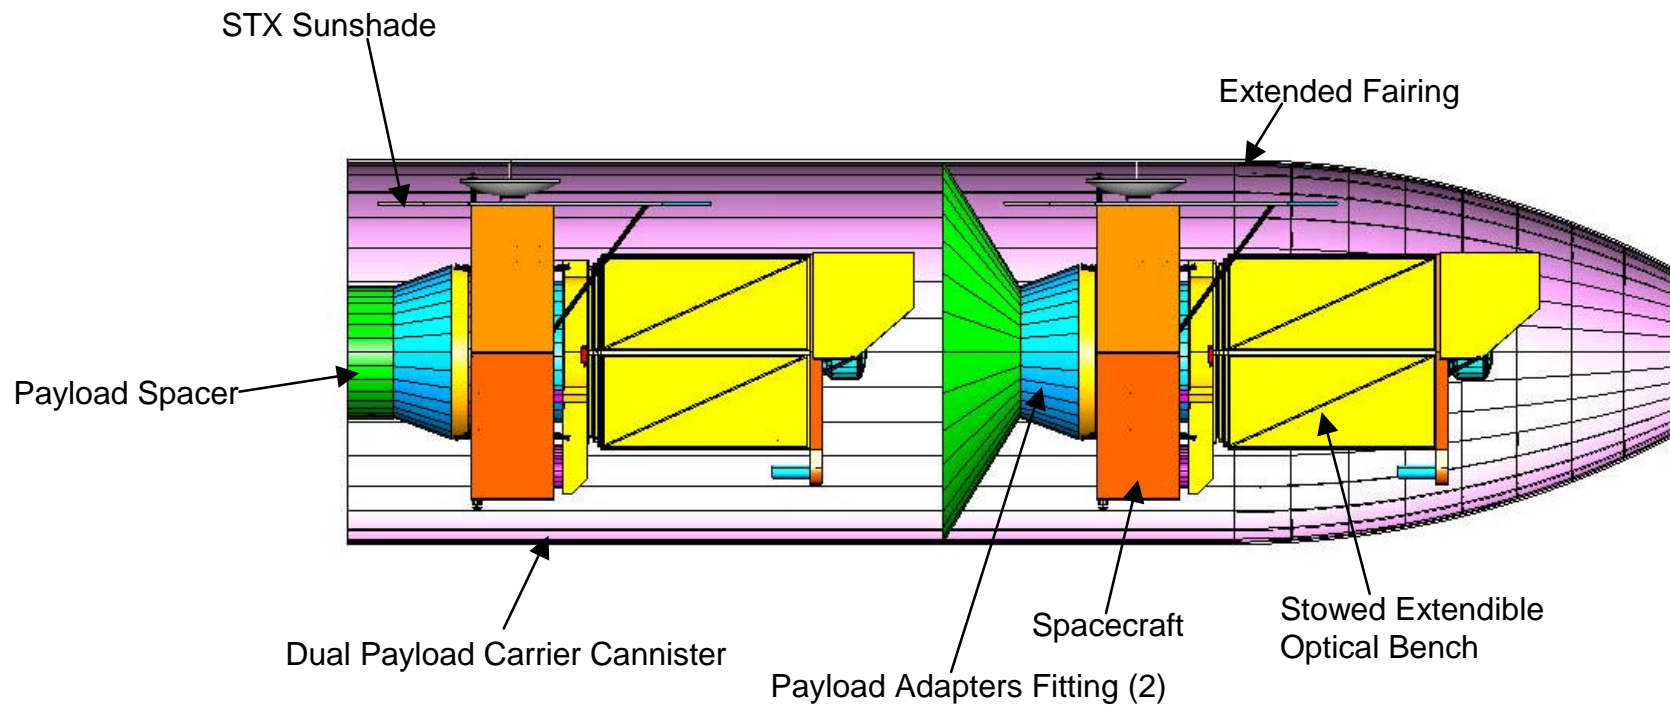 STX Sunshade
Extended Fairing
Payload Spacer
Dual Payload Carrier Cannister
Spacecraft
Payload Adapters Fitting (2)
Stowed Extendible
Optical Bench